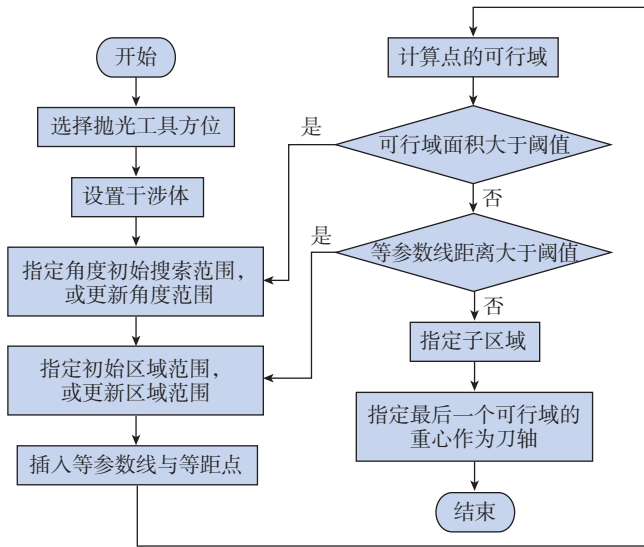 开始
选择抛光工具方位
设置干涉体
指定角度初始搜索范围，
或更新角度范围
指定初始区域范围，
或更新区域范围
插入等参数线与等距点
计算点的可行域
是
可行域面积大于阈值
否
是
等参数线距离大于阈值
否
指定子区域
指定最后一个可行域的
重心作为刀轴
结束